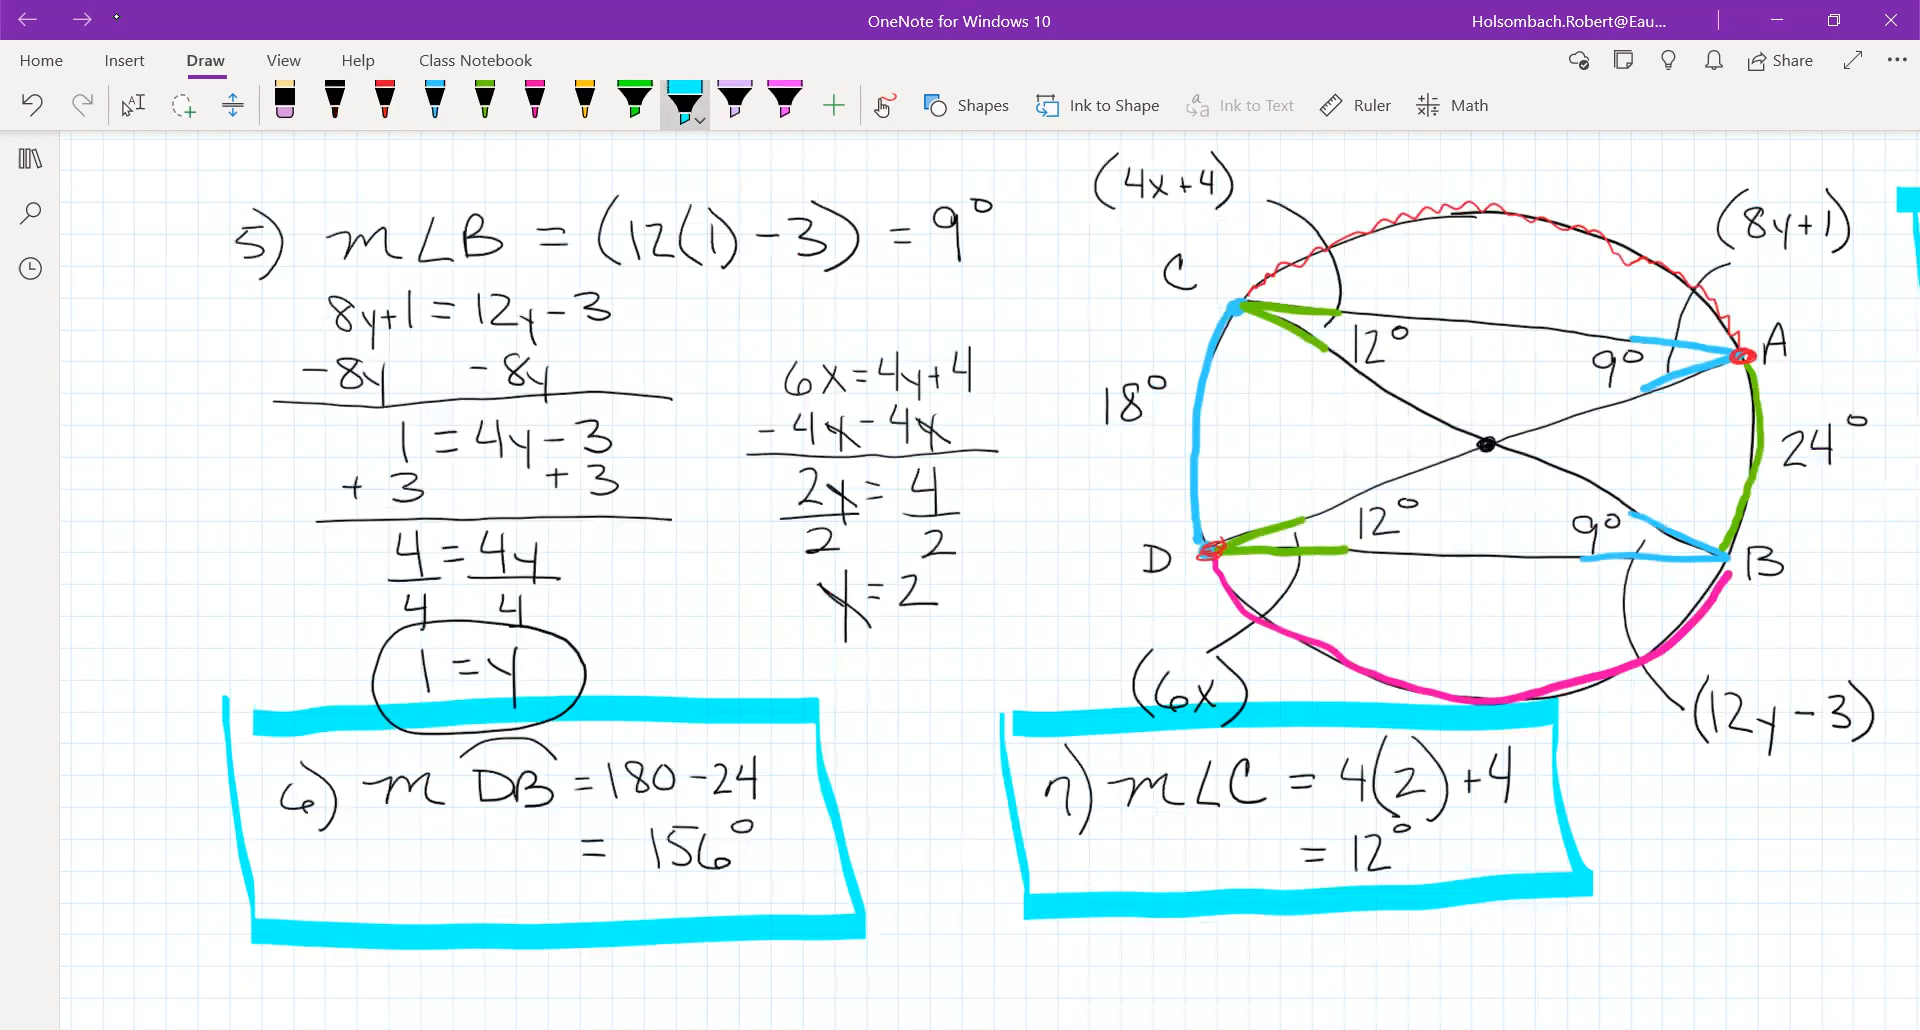 OneNote for Windows 10
Holsombach.Robert@Eau...
Home Insert Draw View Help Class Notebook
Share
Shapes Ink to Shape Ink to Text Ruler Math
5) m∠B = (12(1) - 3) = 9°
8y+1 = 12y - 3
-8y -8y
1 = 4y - 3
+ 3 + 3
4 = 4y
4 4
1 = y
6x = 4x + 4
- 4x - 4x
2x = 4
2 2
x = 2
(4x+4)
(8y+1)
C
12°
9°
A
18°
24°
12°
9°
D
B
(6x)
(12y - 3)
6) m DB = 180 - 24
= 156°
7) m∠C = 4(2) + 4
= 12°